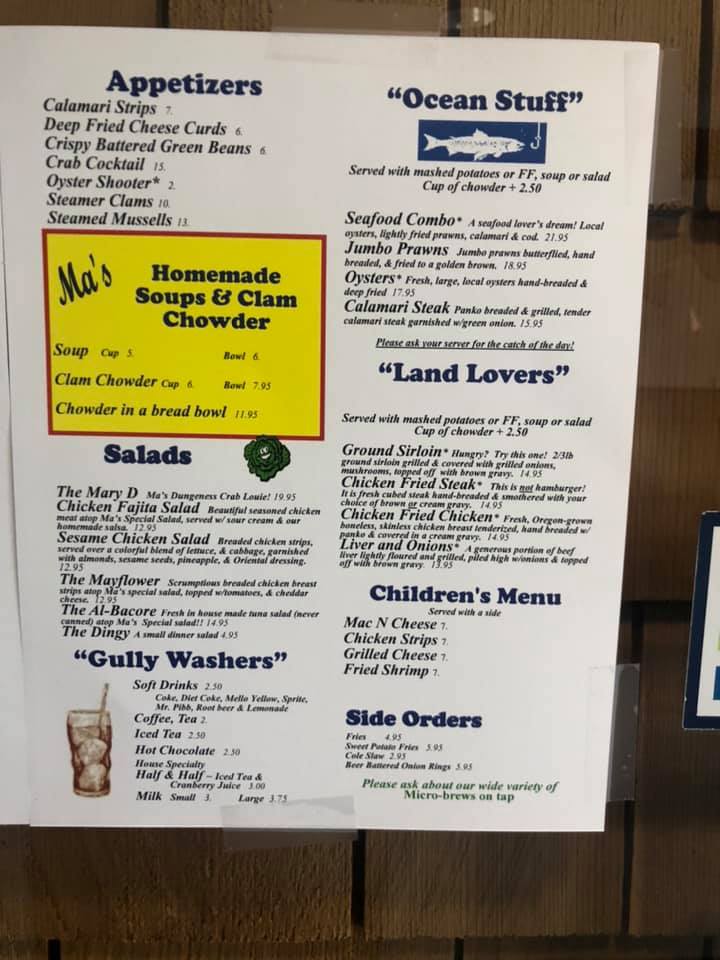 Appetizers
Calamari Strips 7.
Deep Fried Cheese Curds 6.
Crispy Battered Green Beans 6.
Crab Cocktail 15.
Oyster Shooter* 2.
Steamer Clams 10.
Steamed Mussells 13.
Ma's
Homemade
Soups & Clam
Chowder
Soup Cup 5. Bowl 6.
Clam Chowder Cup 6. Bowl 7.95
Chowder in a bread bowl 11.95
Salads
The Mary D Ma's Dungeness Crab Louie! 19.95
Chicken Fajita Salad Beautiful seasoned chicken
meat atop Ma's Special Salad, served w/ sour cream & our
homemade salsa. 12.95
Sesame Chicken Salad Breaded chicken strips,
served over a colorful blend of lettuce, & cabbage, garnished
with almonds, sesame seeds, pineapple, & Oriental dressing.
12.95
The Mayflower Scrumptious breaded chicken breast
strips atop Ma's special salad, topped w/tomatoes, & cheddar
cheese. 12.95
The Al-Bacore Fresh in house made tuna salad (never
canned) atop Ma's Special salad!! 14.95
The Dingy A small dinner salad 4.95
"Gully Washers"
Soft Drinks 2.50
Coke, Diet Coke, Mello Yellow, Sprite,
Mr. Pibb, Root beer & Lemonade
Coffee, Tea 2.
Iced Tea 2.50
Hot Chocolate 2.50
House Specialty
Half & Half – Iced Tea &
Cranberry Juice 3.00
Milk Small 3. Large 3.75
"Ocean Stuff"
Served with mashed potatoes or FF, soup or salad
Cup of chowder + 2.50
Seafood Combo* A seafood lover's dream! Local
oysters, lightly fried prawns, calamari & cod. 21.95
Jumbo Prawns Jumbo prawns butterflied, hand
breaded, & fried to a golden brown. 18.95
Oysters* Fresh, large, local oysters hand-breaded &
deep fried 17.95
Calamari Steak Panko breaded & grilled, tender
calamari steak garnished w/green onion. 15.95
Please ask your server for the catch of the day!
"Land Lovers"
Served with mashed potatoes or FF, soup or salad
Cup of chowder + 2.50
Ground Sirloin* Hungry? Try this one! 2/3lb
ground sirloin grilled & covered with grilled onions,
mushrooms, topped off with brown gravy. 14.95
Chicken Fried Steak* This is not hamburger!
It is fresh cubed steak hand-breaded & smothered with your
choice of brown or cream gravy. 14.95
Chicken Fried Chicken* Fresh, Oregon-grown
boneless, skinless chicken breast tenderized, hand breaded w/
panko & covered in a cream gravy. 14.95
Liver and Onions* A generous portion of beef
liver lightly floured and grilled, piled high w/onions & topped
off with brown gravy. 13.95
Children's Menu
Served with a side
Mac N Cheese 7.
Chicken Strips 7.
Grilled Cheese 7.
Fried Shrimp 7.
Side Orders
Fries 4.95
Sweet Potato Fries 5.95
Cole Slaw 2.95
Beer Battered Onion Rings 5.95
Please ask about our wide variety of
Micro-brews on tap